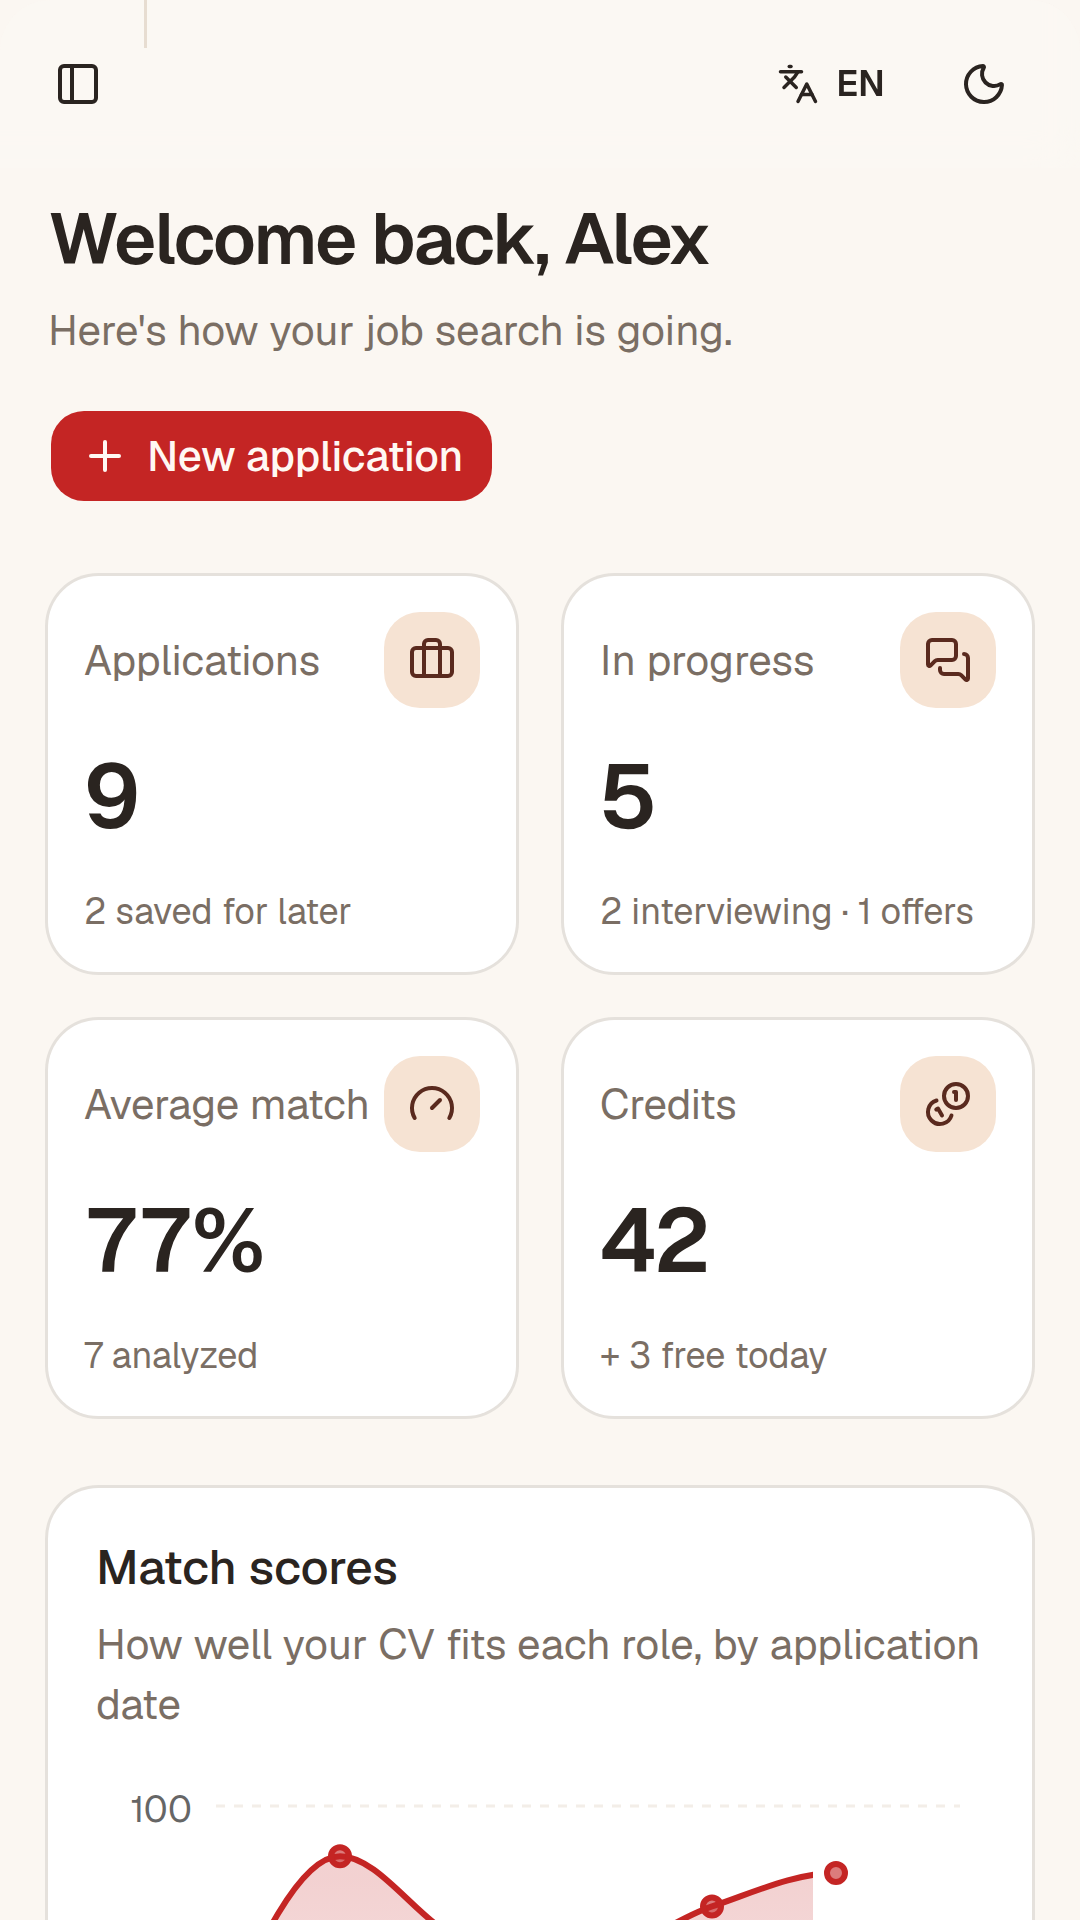 EN
Welcome back, Alex
Here's how your job search is going.
New application
Applications
9
2 saved for later
In progress
5
2 interviewing · 1 offers
Average match
77%
7 analyzed
Credits
42
+ 3 free today
Match scores
How well your CV fits each role, by application
date
100